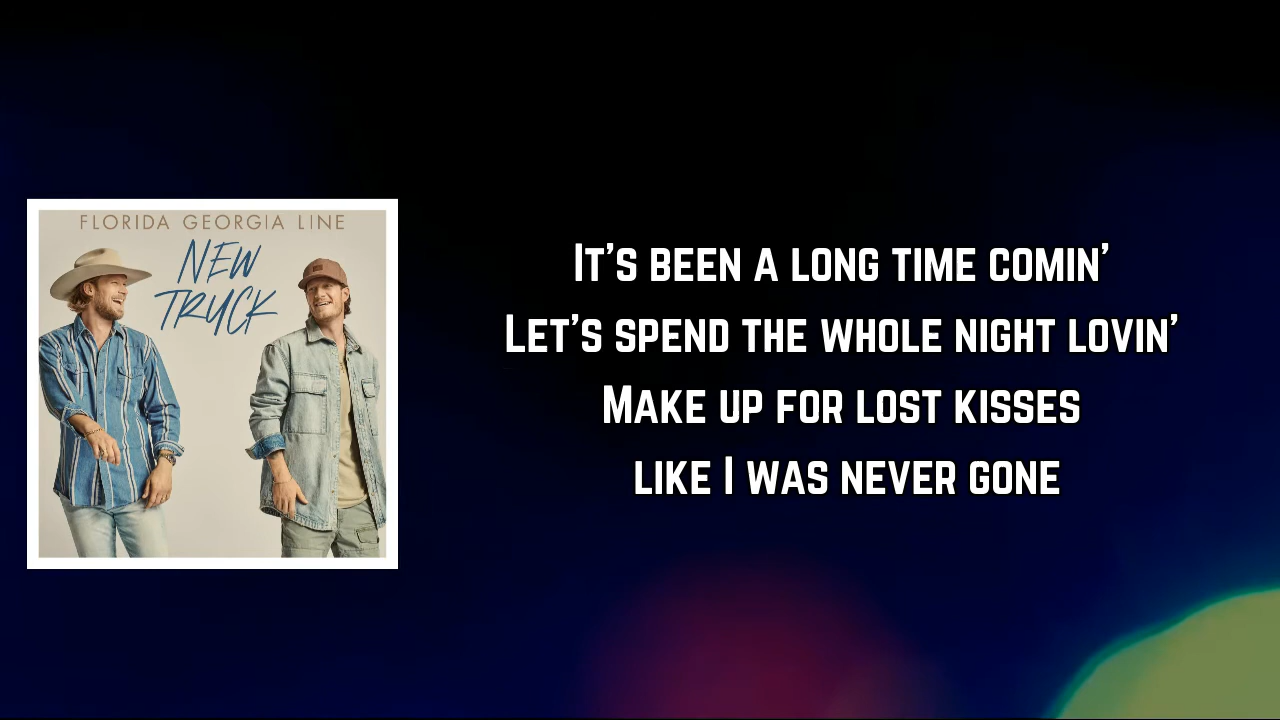 FLORIDA GEORGIA LINE
NEW
TRUCK
It's been a long time comin'
Let's spend the whole night lovin'
Make up for lost kisses
like I was never gone